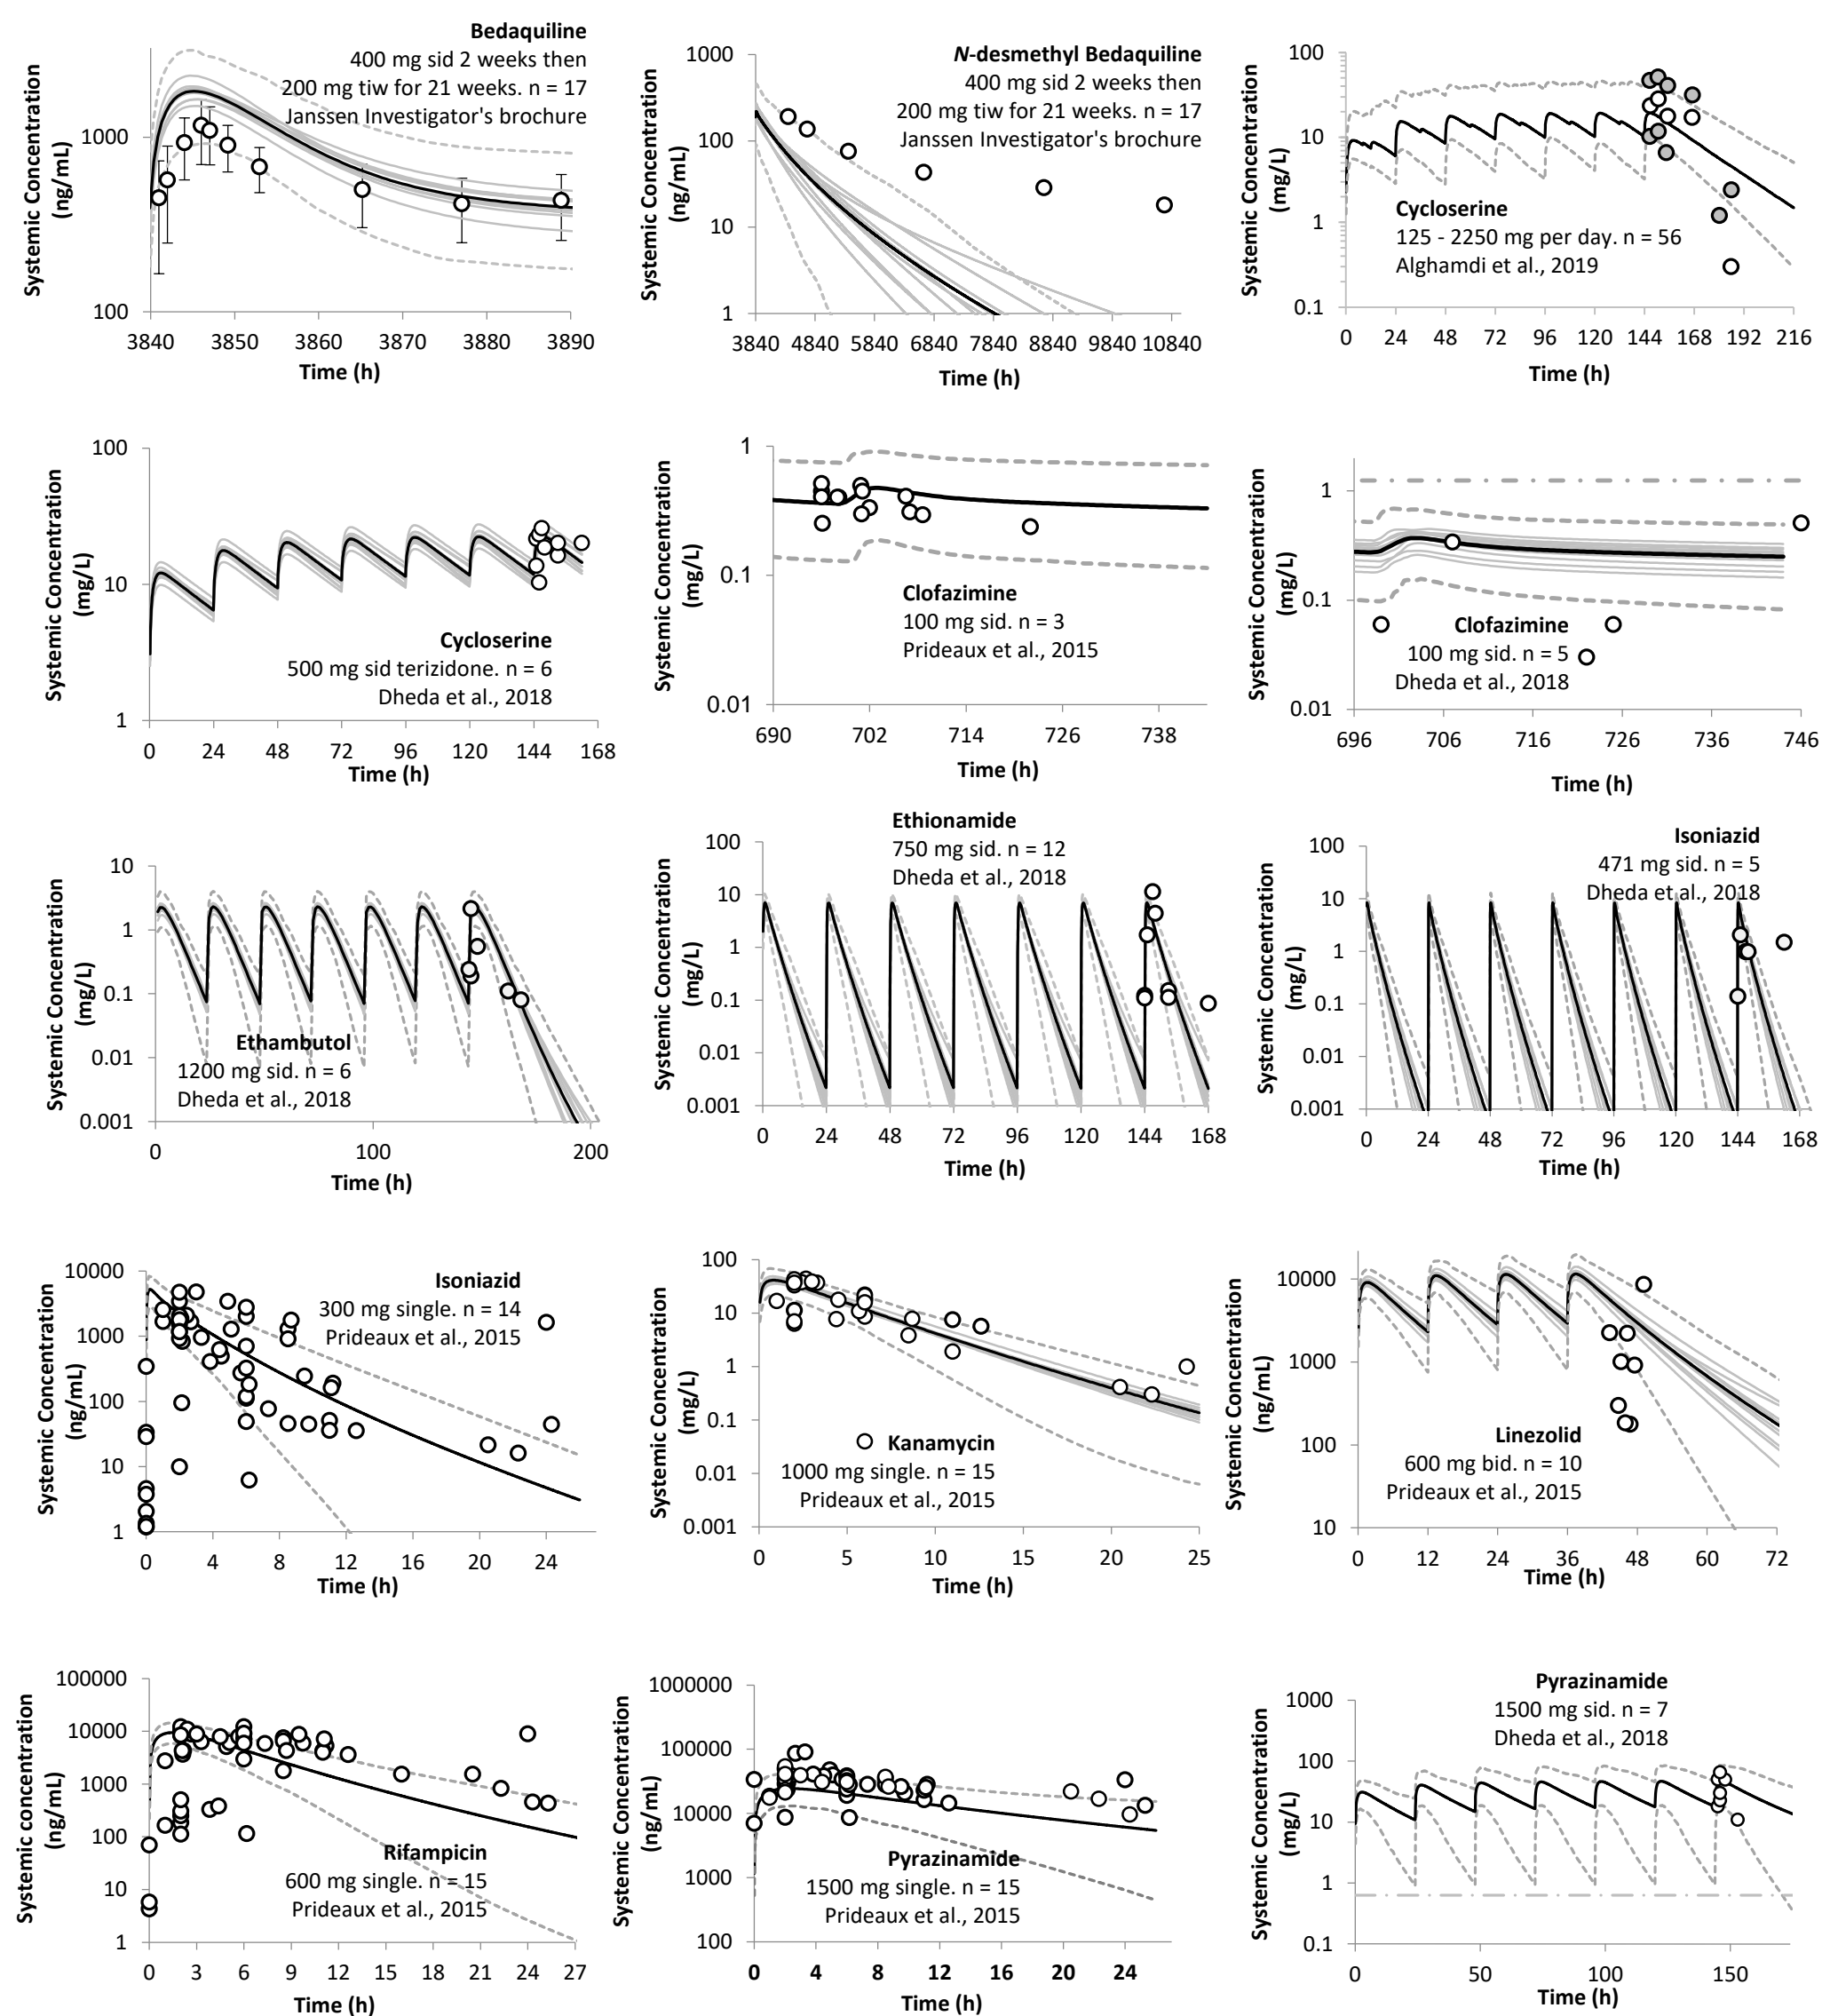 Bedaquiline
400 mg sid 2 weeks then
200 mg tiw for 21 weeks. n = 17
Janssen Investigator's brochure
Systemic Concentration
(ng/mL)
1000
100
3840 3850 3860 3870 3880 3890
Time (h)
N-desmethyl Bedaquiline
400 mg sid 2 weeks then
200 mg tiw for 21 weeks. n = 17
Janssen Investigator's brochure
Systemic Concentration
(ng/mL)
1000
100
10
1
3840 4840 5840 6840 7840 8840 9840 10840
Time (h)
Systemic Concentration
(mg/L)
100
10
1
0.1
Cycloserine
125 - 2250 mg per day. n = 56
Alghamdi et al., 2019
0 24 48 72 96 120 144 168 192 216
Time (h)
Systemic Concentration
(mg/L)
100
10
1
Cycloserine
500 mg sid terizidone. n = 6
Dheda et al., 2018
0 24 48 72 96 120 144 168
Time (h)
Systemic Concentration
(mg/L)
1
0.1
0.01
Clofazimine
100 mg sid. n = 3
Prideaux et al., 2015
690 702 714 726 738
Time (h)
Systemic Concentration
(mg/L)
1
0.1
0.01
Clofazimine
100 mg sid. n = 5
Dheda et al., 2018
696 706 716 726 736 746
Time (h)
Systemic Concentration
(mg/L)
10
1
0.1
0.01
0.001
Ethambutol
1200 mg sid. n = 6
Dheda et al., 2018
0 100 200
Time (h)
Ethionamide
750 mg sid. n = 12
Dheda et al., 2018
Systemic Concentration
(mg/L)
100
10
1
0.1
0.01
0.001
0 24 48 72 96 120 144 168
Time (h)
Isoniazid
471 mg sid. n = 5
Dheda et al., 2018
Systemic Concentration
(mg/L)
100
10
1
0.1
0.01
0.001
0 24 48 72 96 120 144 168
Time (h)
Isoniazid
300 mg single. n = 14
Prideaux et al., 2015
Systemic Concentration
(ng/mL)
10000
1000
100
10
1
0 4 8 12 16 20 24
Time (h)
Systemic Concentration
(mg/L)
100
10
1
0.1
0.01
0.001
Kanamycin
1000 mg single. n = 15
Prideaux et al., 2015
0 5 10 15 20 25
Time (h)
Systemic Concentration
(ng/mL)
10000
1000
100
10
Linezolid
600 mg bid. n = 10
Prideaux et al., 2015
0 12 24 36 48 60 72
Time (h)
Systemic concentration
(ng/mL)
100000
10000
1000
100
10
1
Rifampicin
600 mg single. n = 15
Prideaux et al., 2015
0 3 6 9 12 15 18 21 24 27
Time (h)
Systemic Concentration
(ng/mL)
1000000
100000
10000
1000
100
Pyrazinamide
1500 mg single. n = 15
Prideaux et al., 2015
0 4 8 12 16 20 24
Time (h)
Pyrazinamide
1500 mg sid. n = 7
Dheda et al., 2018
Systemic Concentration
(mg/L)
1000
100
10
1
0.1
0 50 100 150
Time (h)